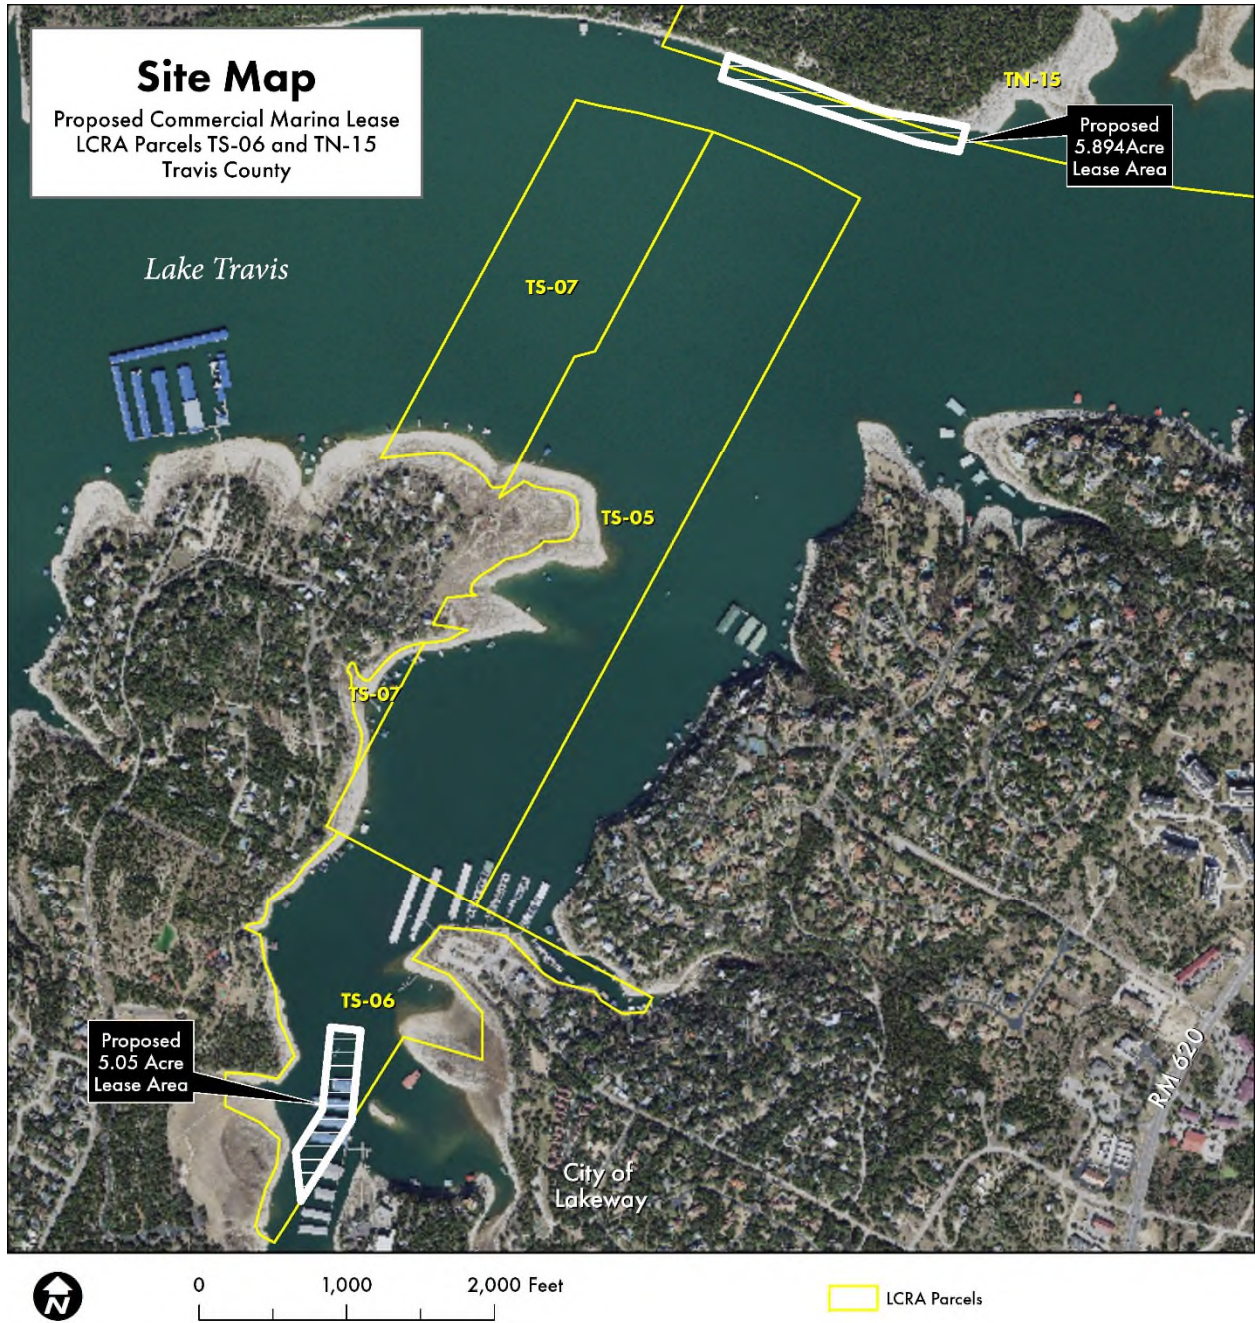 Site Map
Proposed Commercial Marina Lease
LCRA Parcels TS-06 and TN-15
Travis County
TN-15
Proposed
5.894Acre
Lease Area
Lake Travis
TS-07
TS-05
TS-07
TS-06
Proposed
5.05 Acre
Lease Area
RM 620
City of
Lakeway
N
0 1,000 2,000 Feet
LCRA Parcels